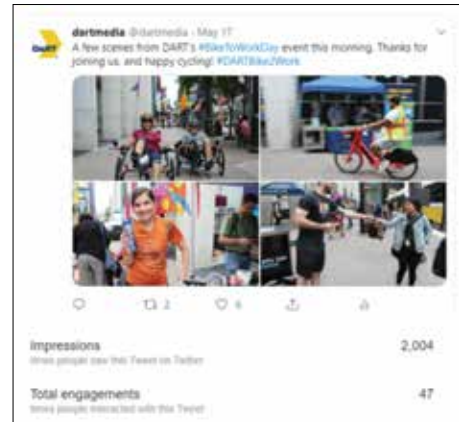 dartmedia @dartmedia · May 17
DART
A few scenes from DART's #BikeToWorkDay event this morning. Thanks for
joining us, and happy cycling! #DARTBike2Work
2
6
Impressions
2,004
times people saw this Tweet on Twitter
Total engagements
47
times people interacted with this Tweet